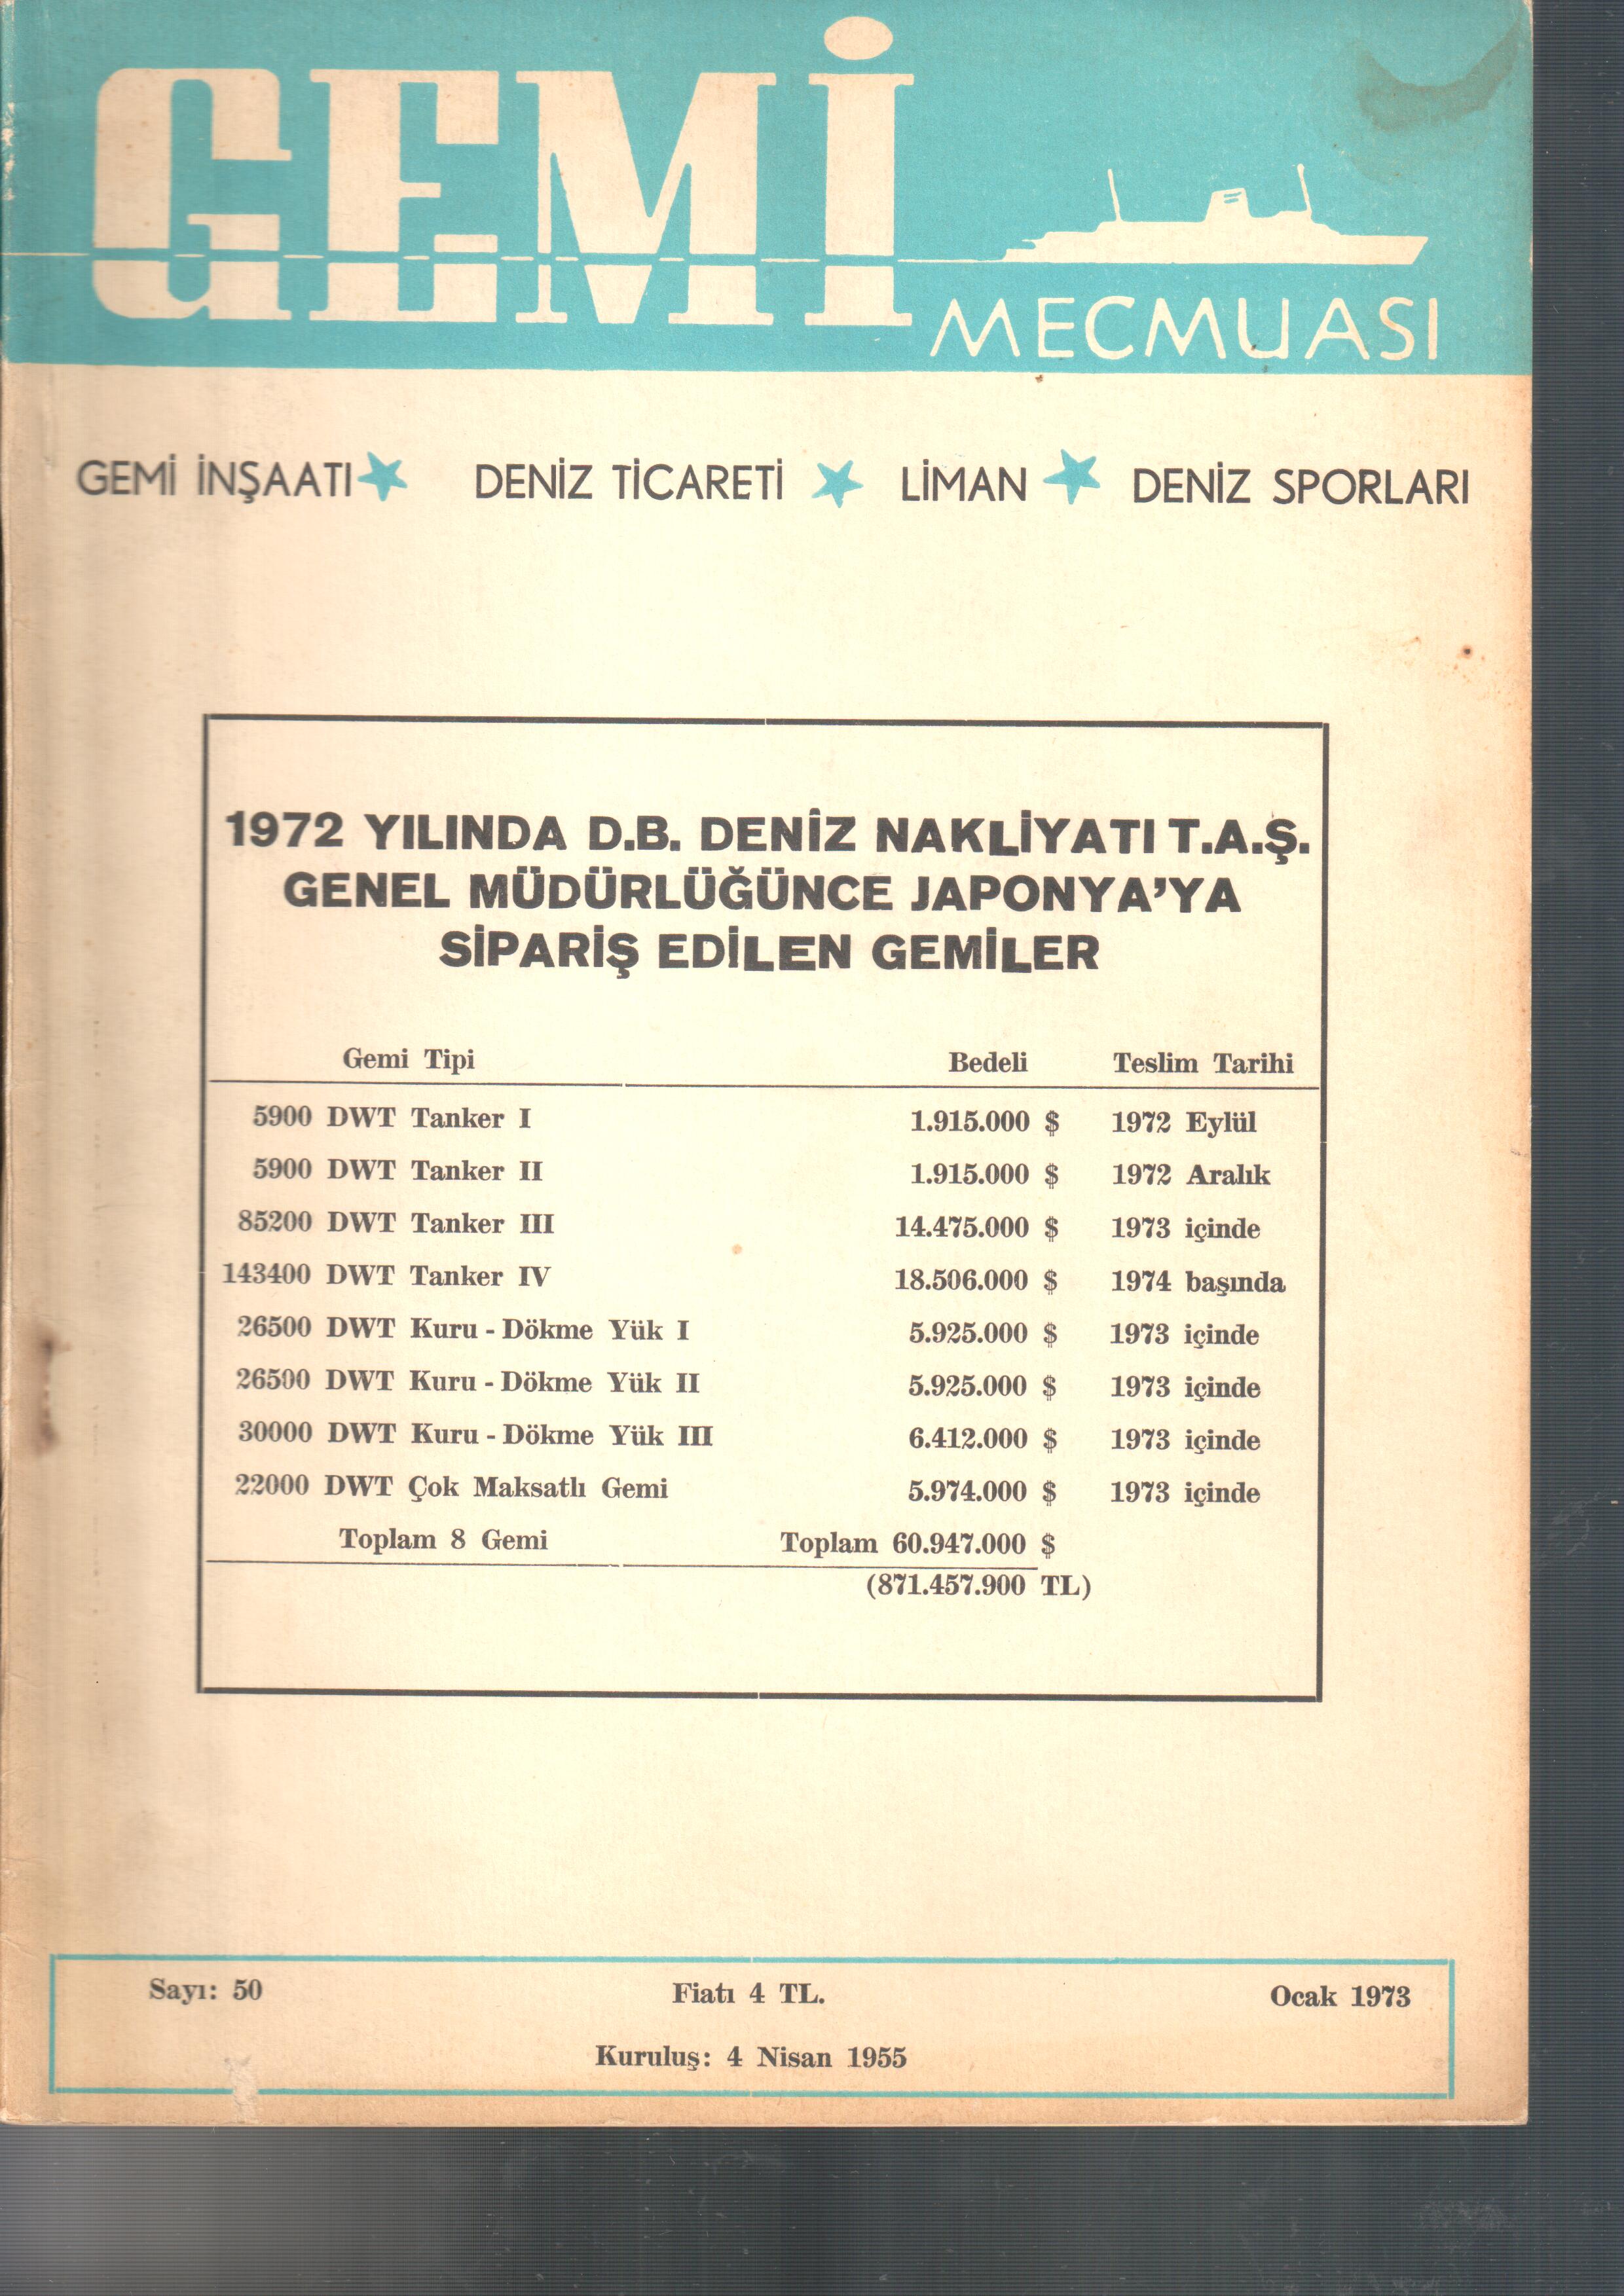 GEMİ
MECMUASI
GEMİ İNŞAATI DENİZ TİCARETİ LİMAN DENİZ SPORLARI
1972 YILINDA D.B. DENİZ NAKLİYATI T.A.Ş.
GENEL MÜDÜRLÜĞÜNCE JAPONYA'YA
SİPARİŞ EDİLEN GEMİLER
Gemi Tipi Bedeli Teslim Tarihi
5900 DWT Tanker I 1.915.000 $ 1972 Eylül
5900 DWT Tanker II 1.915.000 $ 1972 Aralık
85200 DWT Tanker III 14.475.000 $ 1973 içinde
143400 DWT Tanker IV 18.506.000 $ 1974 başında
26500 DWT Kuru - Dökme Yük I 5.925.000 $ 1973 içinde
26500 DWT Kuru - Dökme Yük II 5.925.000 $ 1973 içinde
30000 DWT Kuru - Dökme Yük III 6.412.000 $ 1973 içinde
22000 DWT Çok Maksatlı Gemi 5.974.000 $ 1973 içinde
Toplam 8 Gemi Toplam 60.947.000 $
(871.457.900 TL)
Sayı: 50 Fiatı 4 TL. Ocak 1973
Kuruluş: 4 Nisan 1955